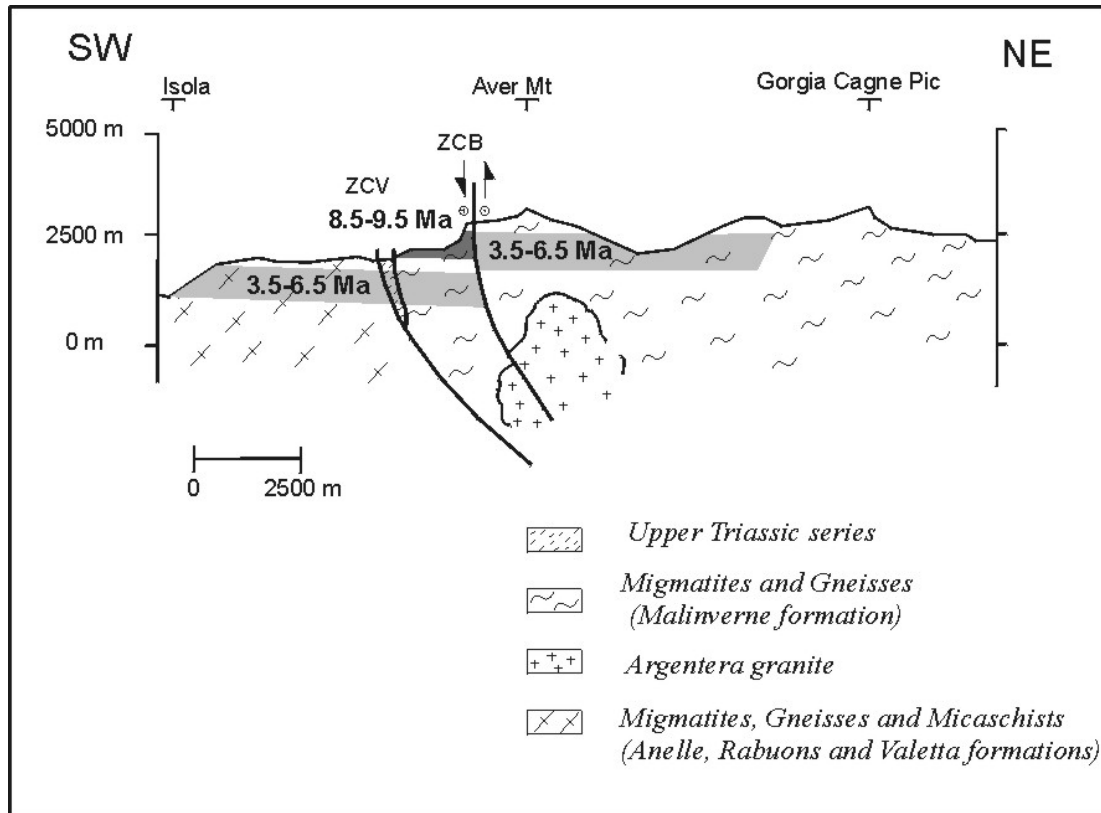 SW
NE
Isola
Aver Mt
Gorgia Cagne Pic
5000 m
ZCB
ZCV
8.5-9.5 Ma
2500 m
3.5-6.5 Ma
3.5-6.5 Ma
0 m
0 2500 m
Upper Triassic series
Migmatites and Gneisses
(Malinverne formation)
Argentera granite
Migmatites, Gneisses and Micaschists
(Anelle, Rabuons and Valetta formations)